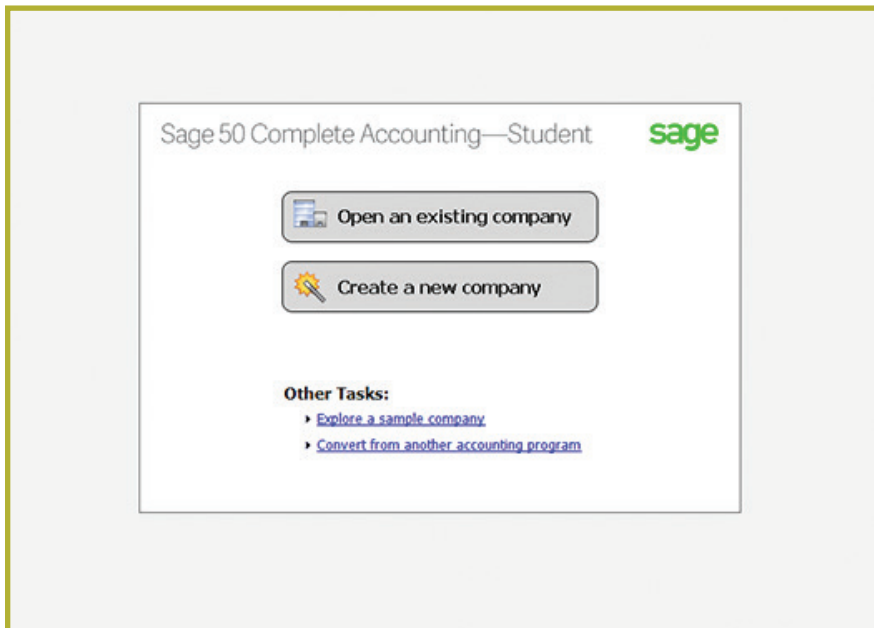 Sage 50 Complete Accounting—Student
sage
Open an existing company
Create a new company
Other Tasks:
Explore a sample company
Convert from another accounting program